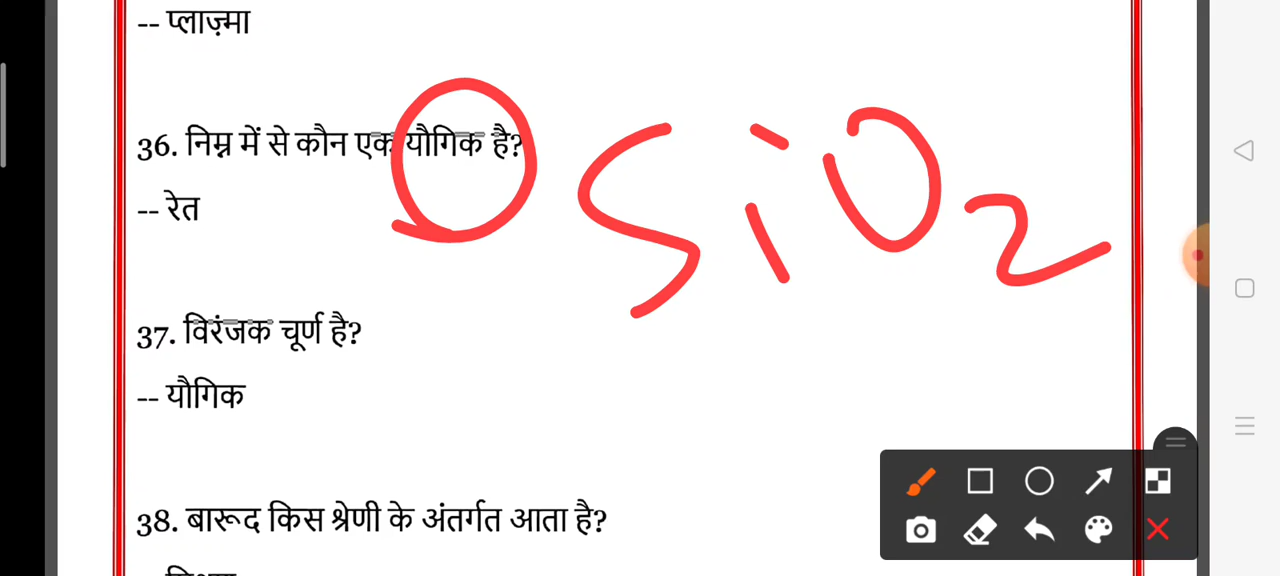 -- प्लाज़्मा
36. निम्न में से कौन एक यौगिक है?
SiO2
-- रेत
37. विरंजक चूर्ण है?
-- यौगिक
38. बारूद किस श्रेणी के अंतर्गत आता है?